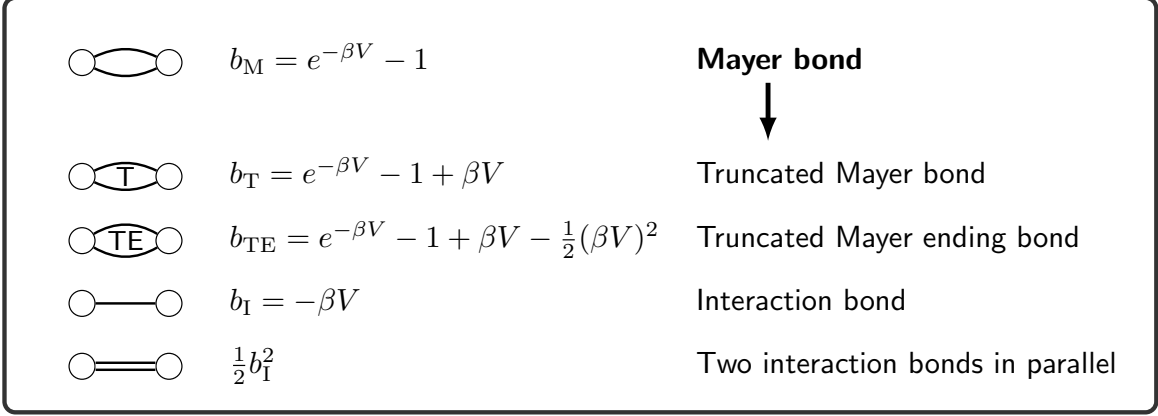 b_M = e^{-βV} − 1 Mayer bond
T b_T = e^{-βV} − 1 + βV Truncated Mayer bond
TE b_TE = e^{-βV} − 1 + βV − ½(βV)² Truncated Mayer ending bond
b_I = −βV Interaction bond
½b_I² Two interaction bonds in parallel